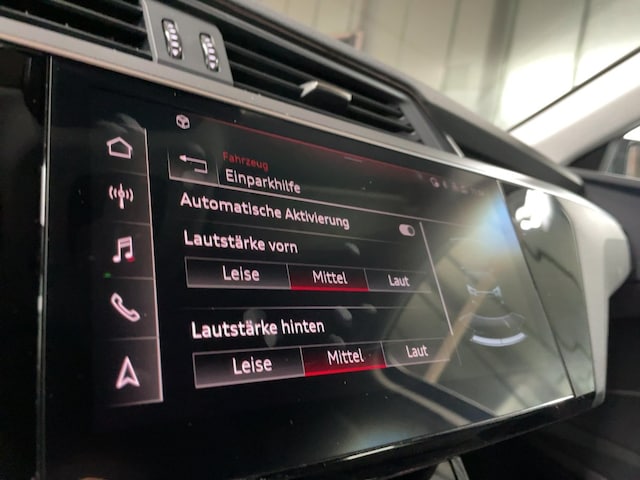 Fahrzeug
Einparkhilfe
Automatische Aktivierung
Lautstärke vorn
Leise Mittel Laut
Lautstärke hinten
Leise Mittel Laut